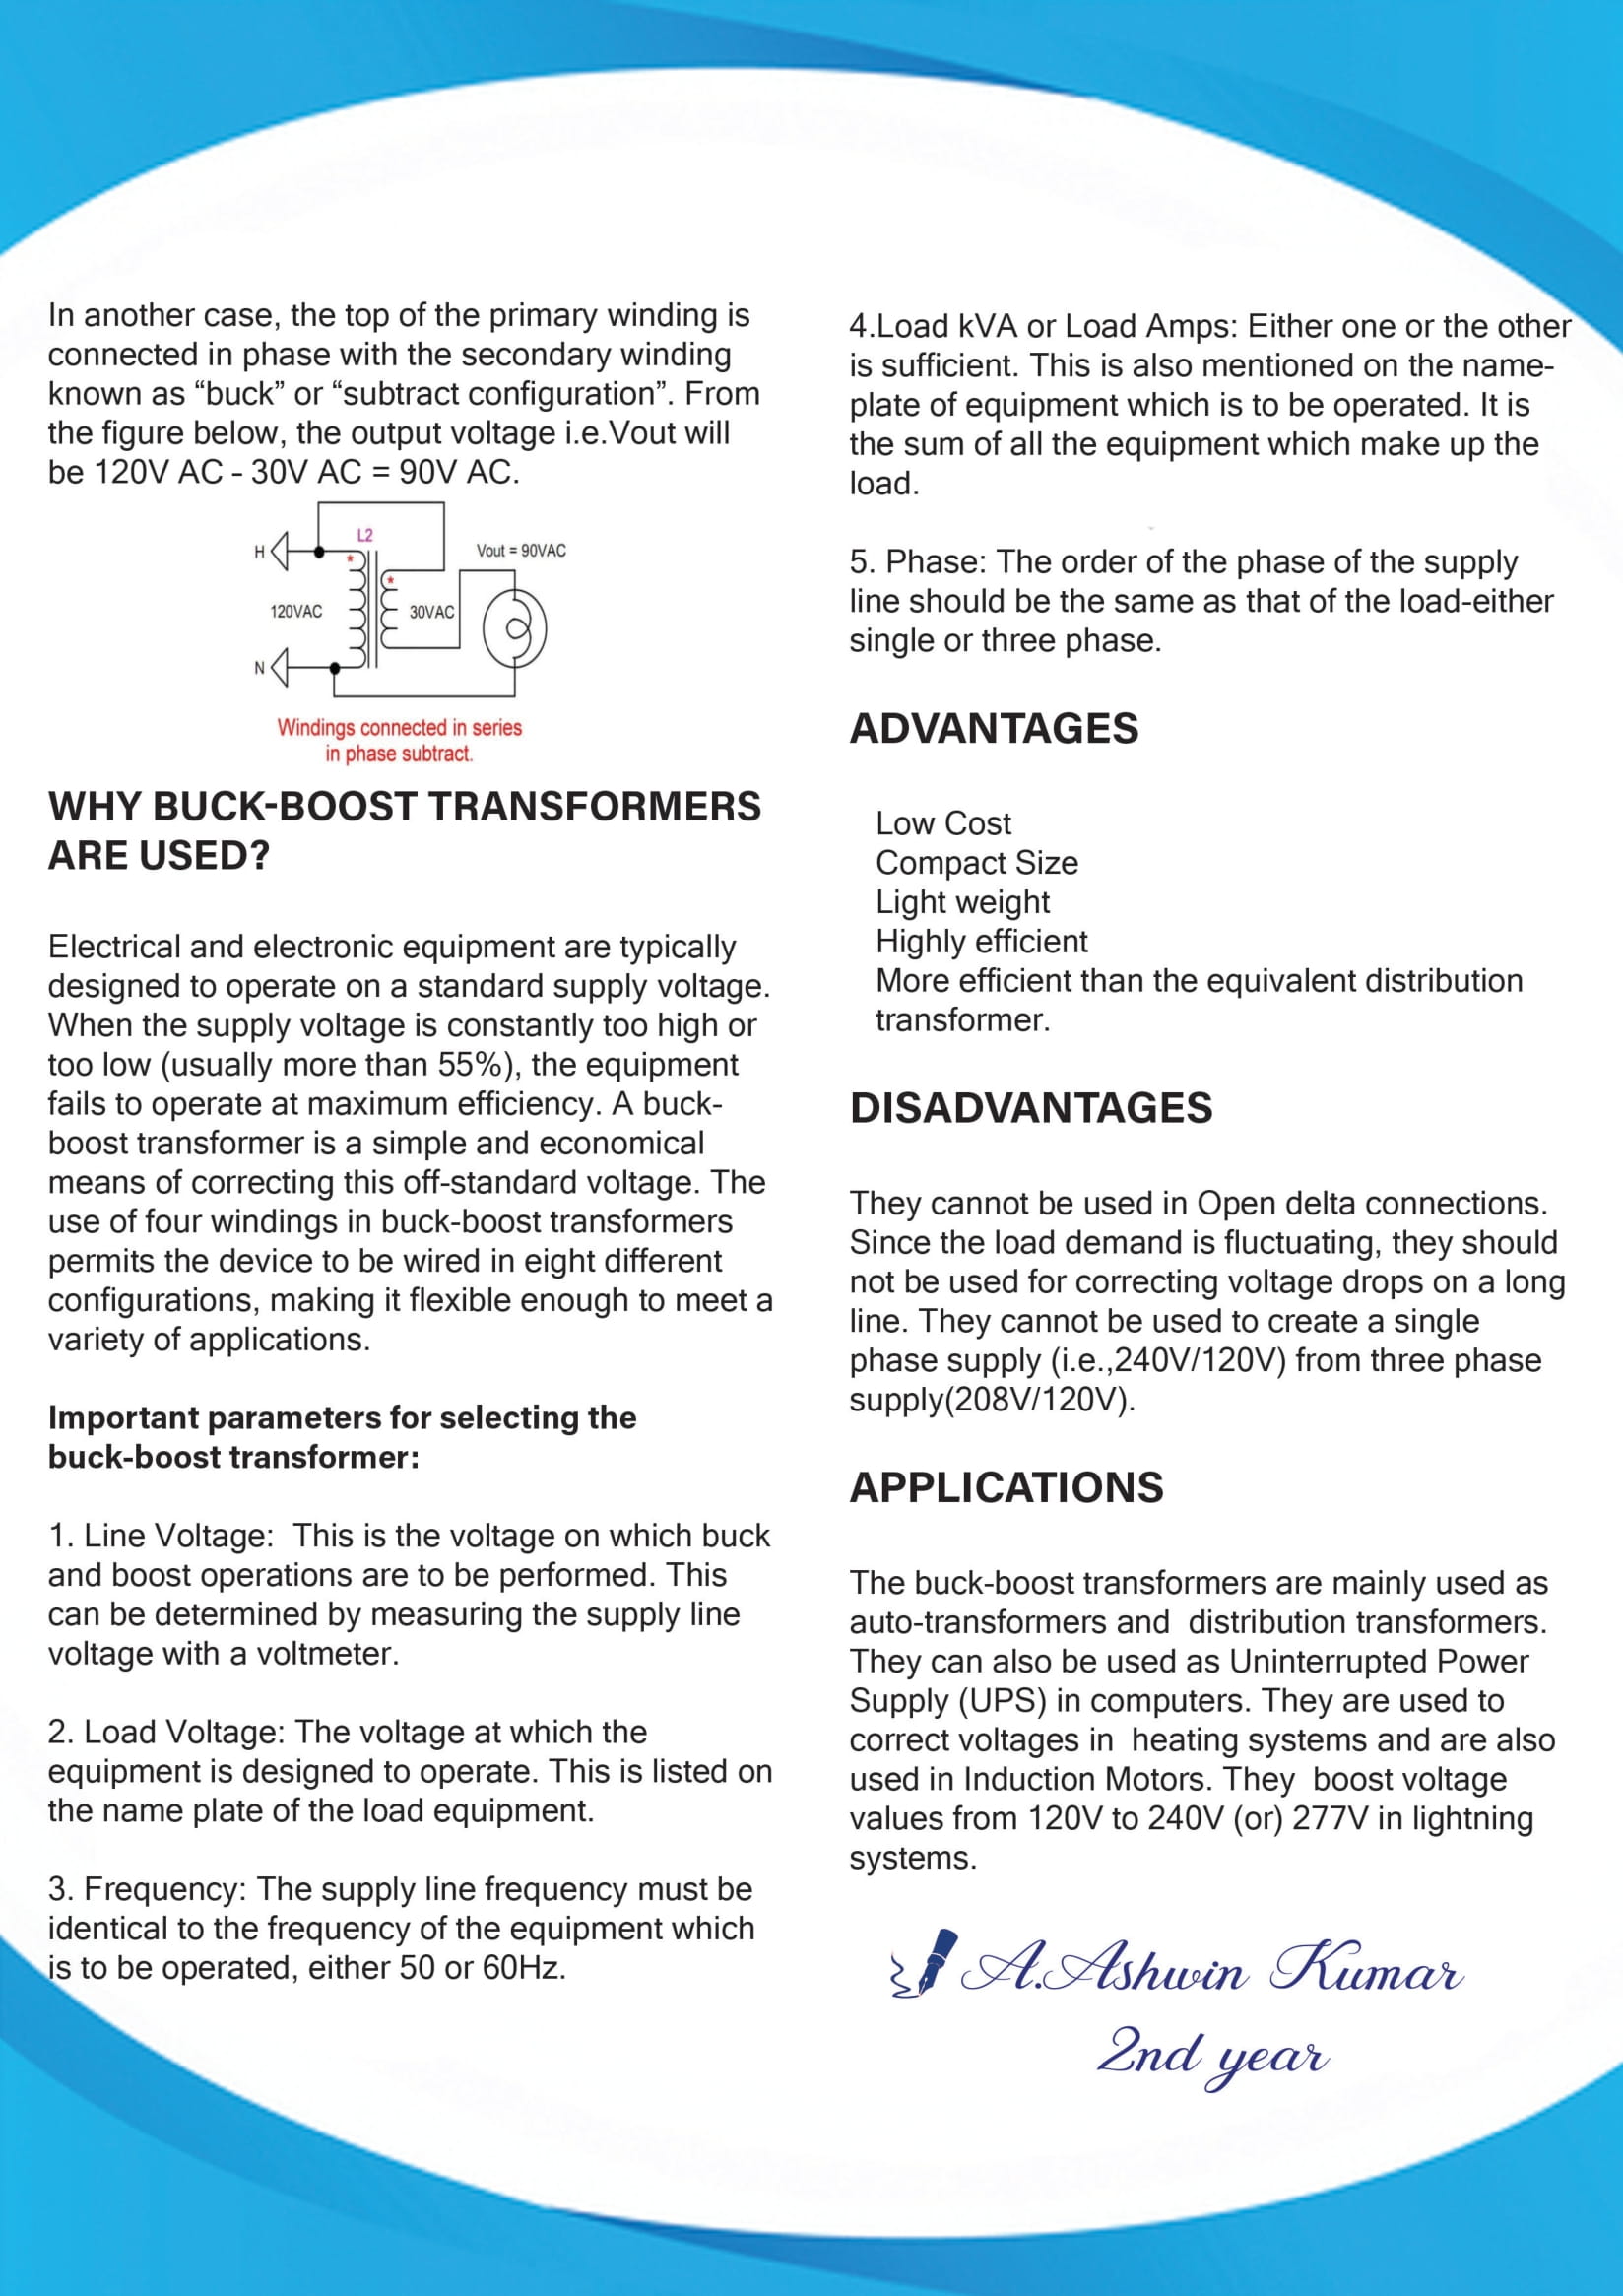 In another case, the top of the primary winding is
connected in phase with the secondary winding
known as “buck” or “subtract configuration”. From
the figure below, the output voltage i.e.Vout will
be 120V AC - 30V AC = 90V AC.
L2
H
*
*
Vout = 90VAC
120VAC
30VAC
N
Windings connected in series
in phase subtract.
WHY BUCK-BOOST TRANSFORMERS
ARE USED?
Electrical and electronic equipment are typically
designed to operate on a standard supply voltage.
When the supply voltage is constantly too high or
too low (usually more than 55%), the equipment
fails to operate at maximum efficiency. A buck-
boost transformer is a simple and economical
means of correcting this off-standard voltage. The
use of four windings in buck-boost transformers
permits the device to be wired in eight different
configurations, making it flexible enough to meet a
variety of applications.
Important parameters for selecting the
buck-boost transformer:
1. Line Voltage:  This is the voltage on which buck
and boost operations are to be performed. This
can be determined by measuring the supply line
voltage with a voltmeter.
2. Load Voltage: The voltage at which the
equipment is designed to operate. This is listed on
the name plate of the load equipment.
3. Frequency: The supply line frequency must be
identical to the frequency of the equipment which
is to be operated, either 50 or 60Hz.
4.Load kVA or Load Amps: Either one or the other
is sufficient. This is also mentioned on the name-
plate of equipment which is to be operated. It is
the sum of all the equipment which make up the
load.
5. Phase: The order of the phase of the supply
line should be the same as that of the load-either
single or three phase.
ADVANTAGES
Low Cost
Compact Size
Light weight
Highly efficient
More efficient than the equivalent distribution
transformer.
DISADVANTAGES
They cannot be used in Open delta connections.
Since the load demand is fluctuating, they should
not be used for correcting voltage drops on a long
line. They cannot be used to create a single
phase supply (i.e.,240V/120V) from three phase
supply(208V/120V).
APPLICATIONS
The buck-boost transformers are mainly used as
auto-transformers and  distribution transformers.
They can also be used as Uninterrupted Power
Supply (UPS) in computers. They are used to
correct voltages in  heating systems and are also
used in Induction Motors. They  boost voltage
values from 120V to 240V (or) 277V in lightning
systems.
A.Ashwin Kumar
2nd year